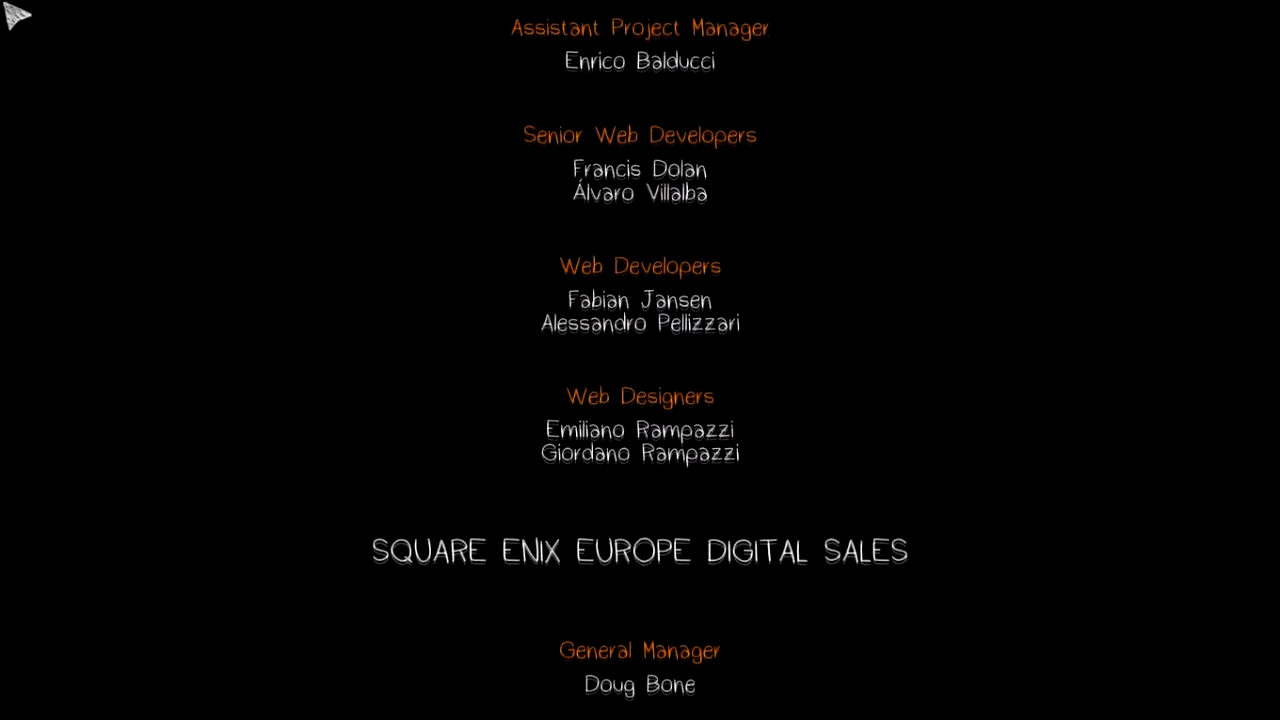 Assistant Project Manager
Enrico Balducci
Senior Web Developers
Francis Dolan
Álvaro Villalba
Web Developers
Fabian Jansen
Alessandro Pellizzari
Web Designers
Emiliano Rampazzi
Giordano Rampazzi
SQUARE ENIX EUROPE DIGITAL SALES
General Manager
Doug Bone